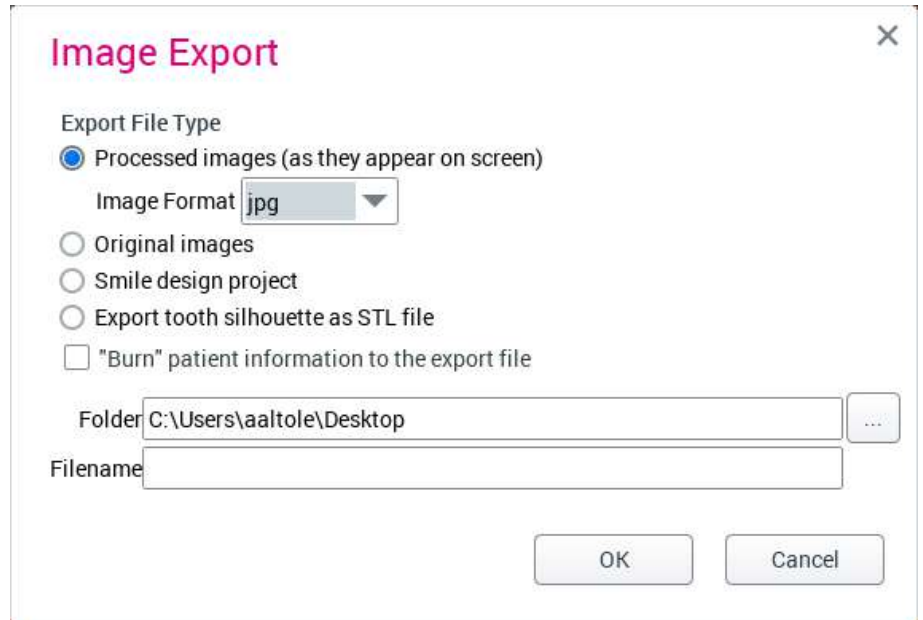 Image Export
Export File Type
Processed images (as they appear on screen)
Image Format jpg
Original images
Smile design project
Export tooth silhouette as STL file
"Burn" patient information to the export file
Folder C:\Users\aaltole\Desktop ...
Filename
OK Cancel